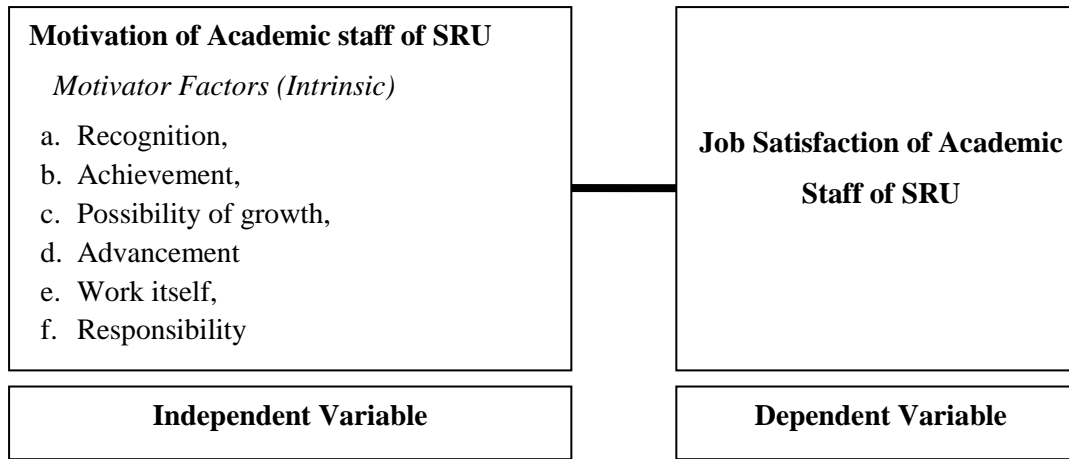 Motivation of Academic staff of SRU
Motivator Factors (Intrinsic)
a. Recognition,
b. Achievement,
c. Possibility of growth,
d. Advancement
e. Work itself,
f. Responsibility
Job Satisfaction of Academic
Staff of SRU
Independent Variable
Dependent Variable